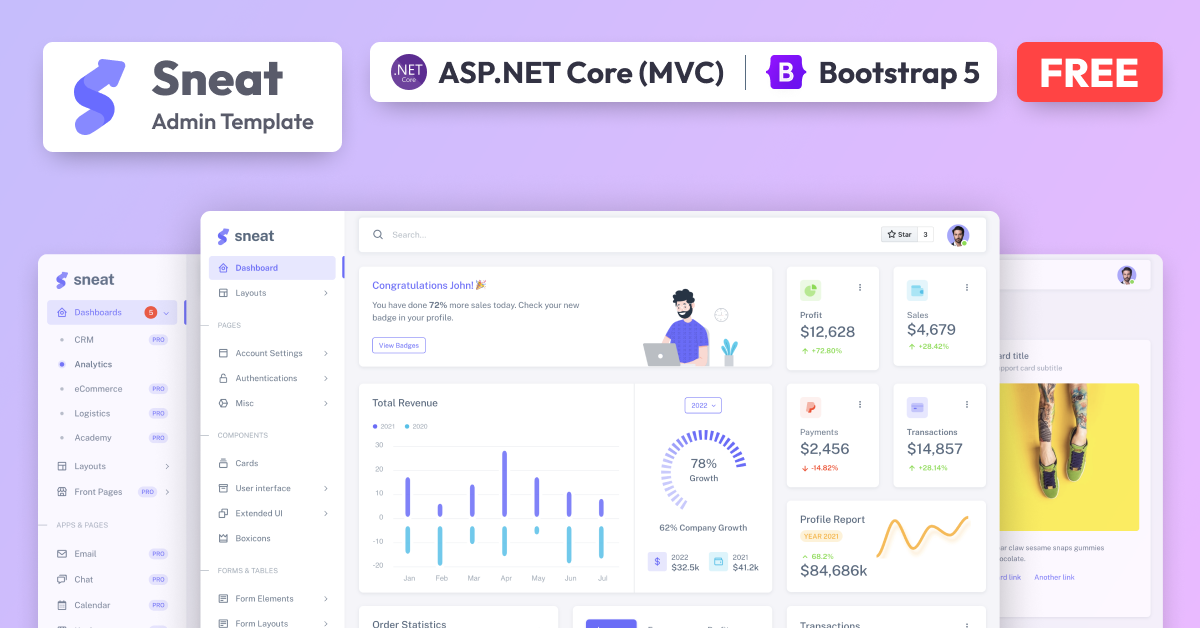 Sneat
Admin Template
.NET
Core
ASP.NET Core (MVC)
B
Bootstrap 5
FREE
sneat
Dashboards
5
CRM
PRO
Analytics
eCommerce
PRO
Logistics
PRO
Academy
PRO
Layouts
Front Pages
PRO
APPS & PAGES
Email
PRO
Chat
PRO
Calendar
PRO
sneat
Dashboard
Layouts
PAGES
Account Settings
Authentications
Misc
COMPONENTS
Cards
User interface
Extended UI
Boxicons
FORMS & TABLES
Form Elements
Form Layouts
Search...
Star
3
Congratulations John!🎉
You have done 72% more sales today. Check your new
badge in your profile.
View Badges
Profit
$12,628
+72.80%
Sales
$4,679
+28.42%
Total Revenue
2021
2020
30
20
10
0
-10
-20
Jan
Feb
Mar
Apr
May
Jun
Jul
2022
78%
Growth
62% Company Growth
$
2022
$32.5k
2021
$41.2k
Payments
$2,456
-14.82%
Transactions
$14,857
+28.14%
Profile Report
YEAR 2021
68.2%
$84,686k
Order Statistics
Transactions
ard title
pport card subtitle
ar claw sesame snaps gummies
ocolate.
rd link
Another link